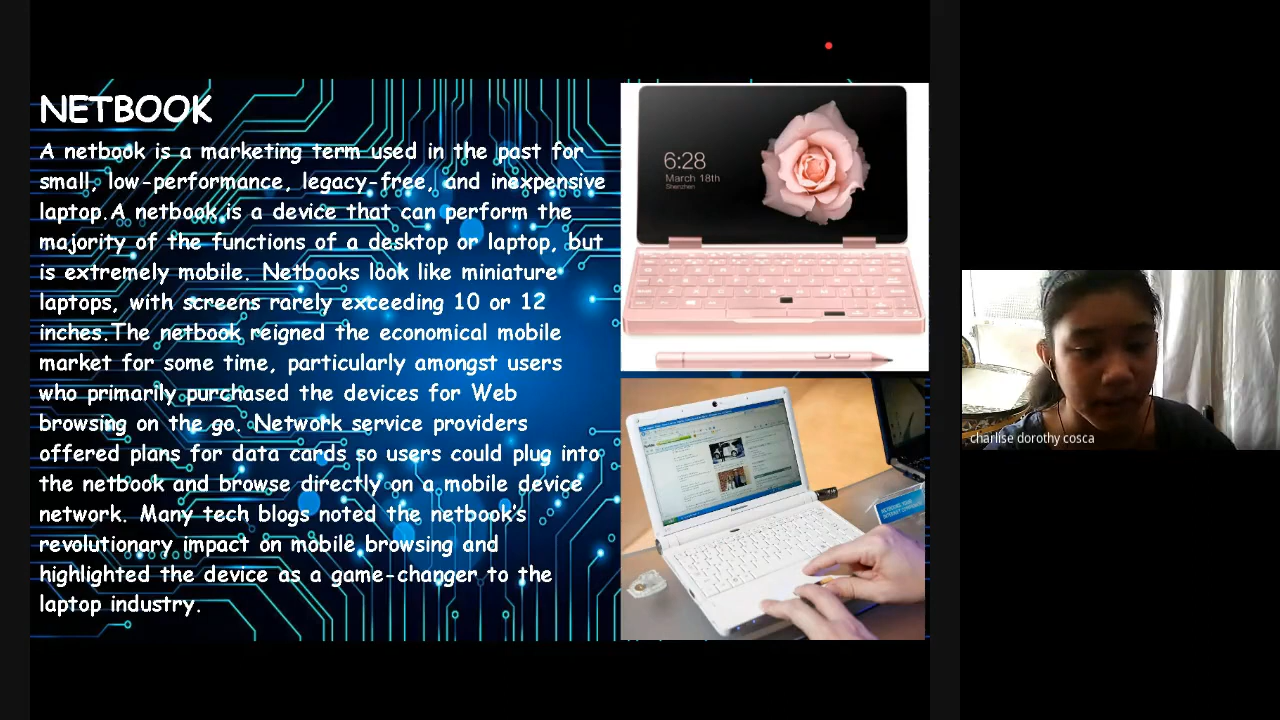 NETBOOK
A netbook is a marketing term used in the past for
small, low-performance, legacy-free, and inexpensive
laptop.A netbook is a device that can perform the
majority of the functions of a desktop or laptop, but
is extremely mobile. Netbooks look like miniature
laptops, with screens rarely exceeding 10 or 12
inches.The netbook reigned the economical mobile
market for some time, particularly amongst users
who primarily purchased the devices for Web
browsing on the go. Network service providers
offered plans for data cards so users could plug into
the netbook and browse directly on a mobile device
network. Many tech blogs noted the netbook's
revolutionary impact on mobile browsing and
highlighted the device as a game-changer to the
laptop industry.
6:28
March 18th
Shenzhen
charlise dorothy cosca